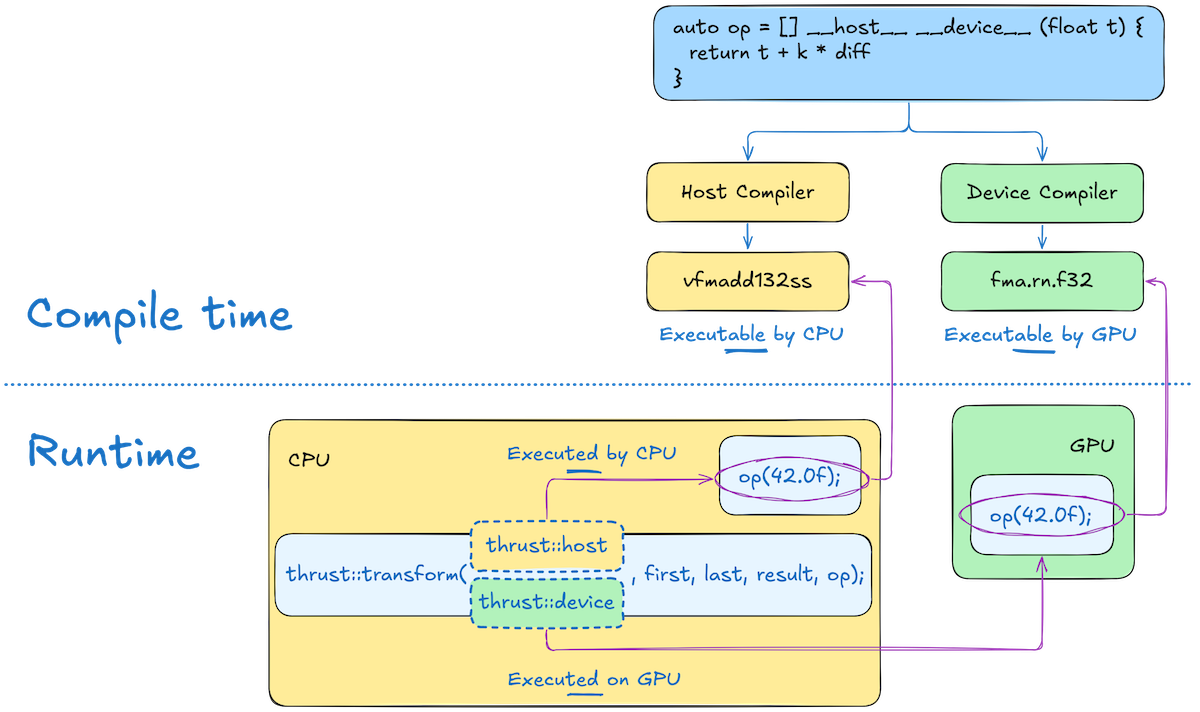 auto op = [] __host__ __device__ (float t) {
return t + k * diff
}
Host Compiler
Device Compiler
vfmadd132ss
fma.rn.f32
Compile time
Executable by CPU
Executable by GPU
Runtime
CPU
Executed by CPU
op(42.0f);
GPU
op(42.0f);
thrust::host
thrust::transform(
, first, last, result, op);
thrust::device
Executed on GPU